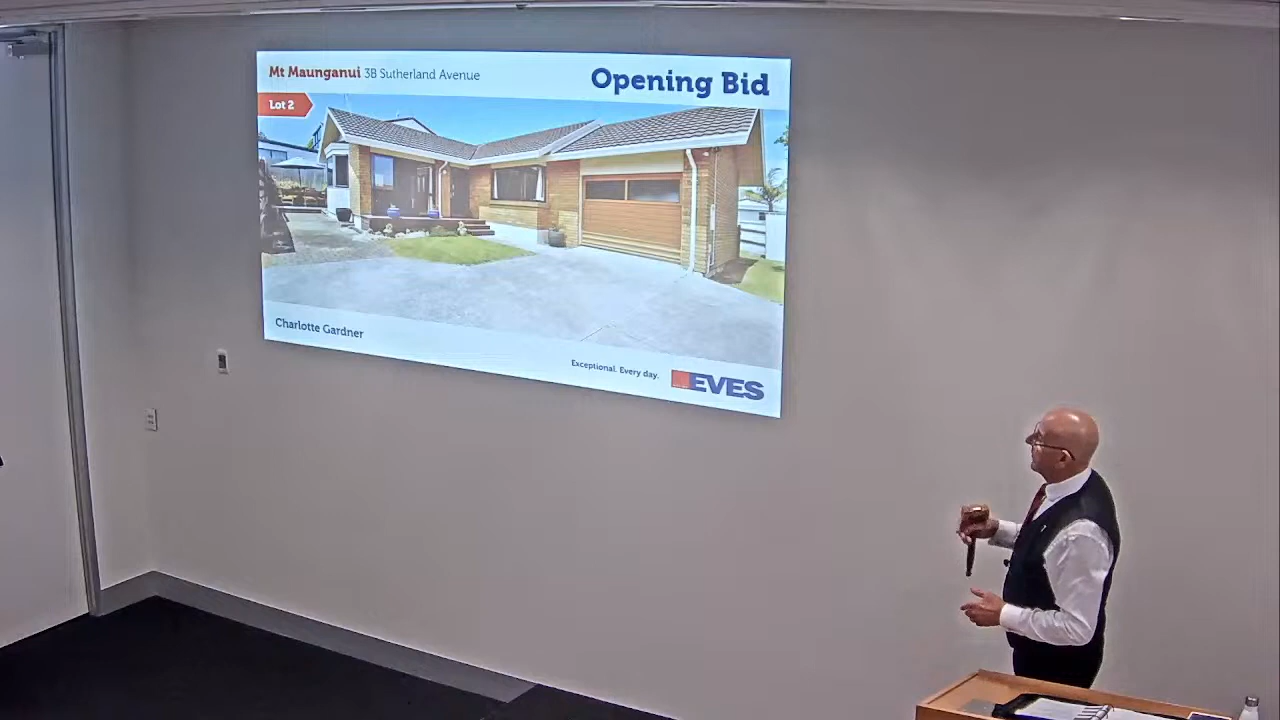 Mt Maunganui 3B Sutherland Avenue
Opening Bid
Lot 2
Charlotte Gardner
Exceptional. Every day.
EVES